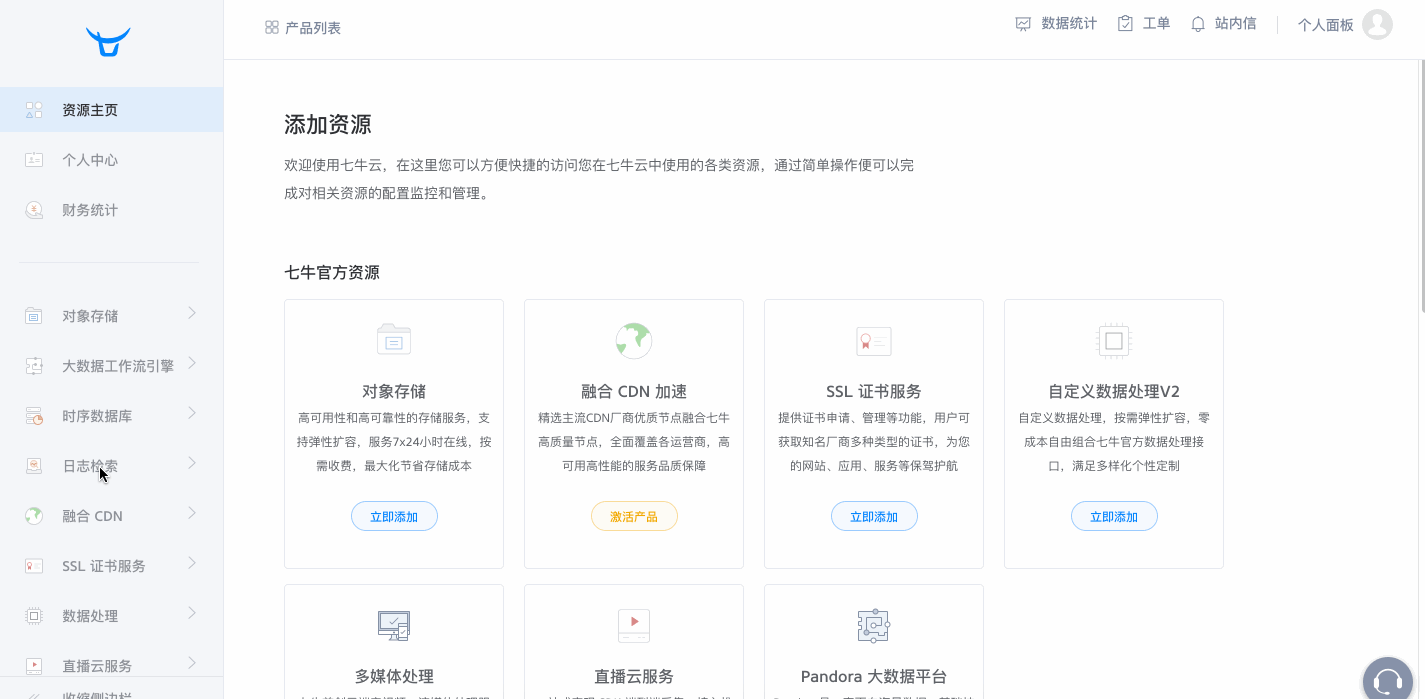 产品列表
数据统计
工单
站内信
个人面板
资源主页
个人中心
财务统计
对象存储
大数据工作流引擎
时序数据库
日志检索
融合 CDN
SSL 证书服务
数据处理
直播云服务
收缩侧边栏
添加资源
欢迎使用七牛云，在这里您可以方便快捷的访问您在七牛云中使用的各类资源，通过简单操作便可以完
成对相关资源的配置监控和管理。
七牛官方资源
对象存储
高可用性和高可靠性的存储服务，支
持弹性扩容，服务7x24小时在线，按
需收费，最大化节省存储成本
立即添加
融合 CDN 加速
精选主流CDN厂商优质节点融合七牛
高质量节点，全面覆盖各运营商，高
可用高性能的服务品质保障
激活产品
SSL 证书服务
提供证书申请、管理等功能，用户可
获取知名厂商多种类型的证书，为您
的网站、应用、服务等保驾护航
立即添加
自定义数据处理V2
自定义数据处理，按需弹性扩容，零
成本自由组合七牛官方数据处理接
口，满足多样化个性定制
立即添加
多媒体处理
直播云服务
Pandora 大数据平台